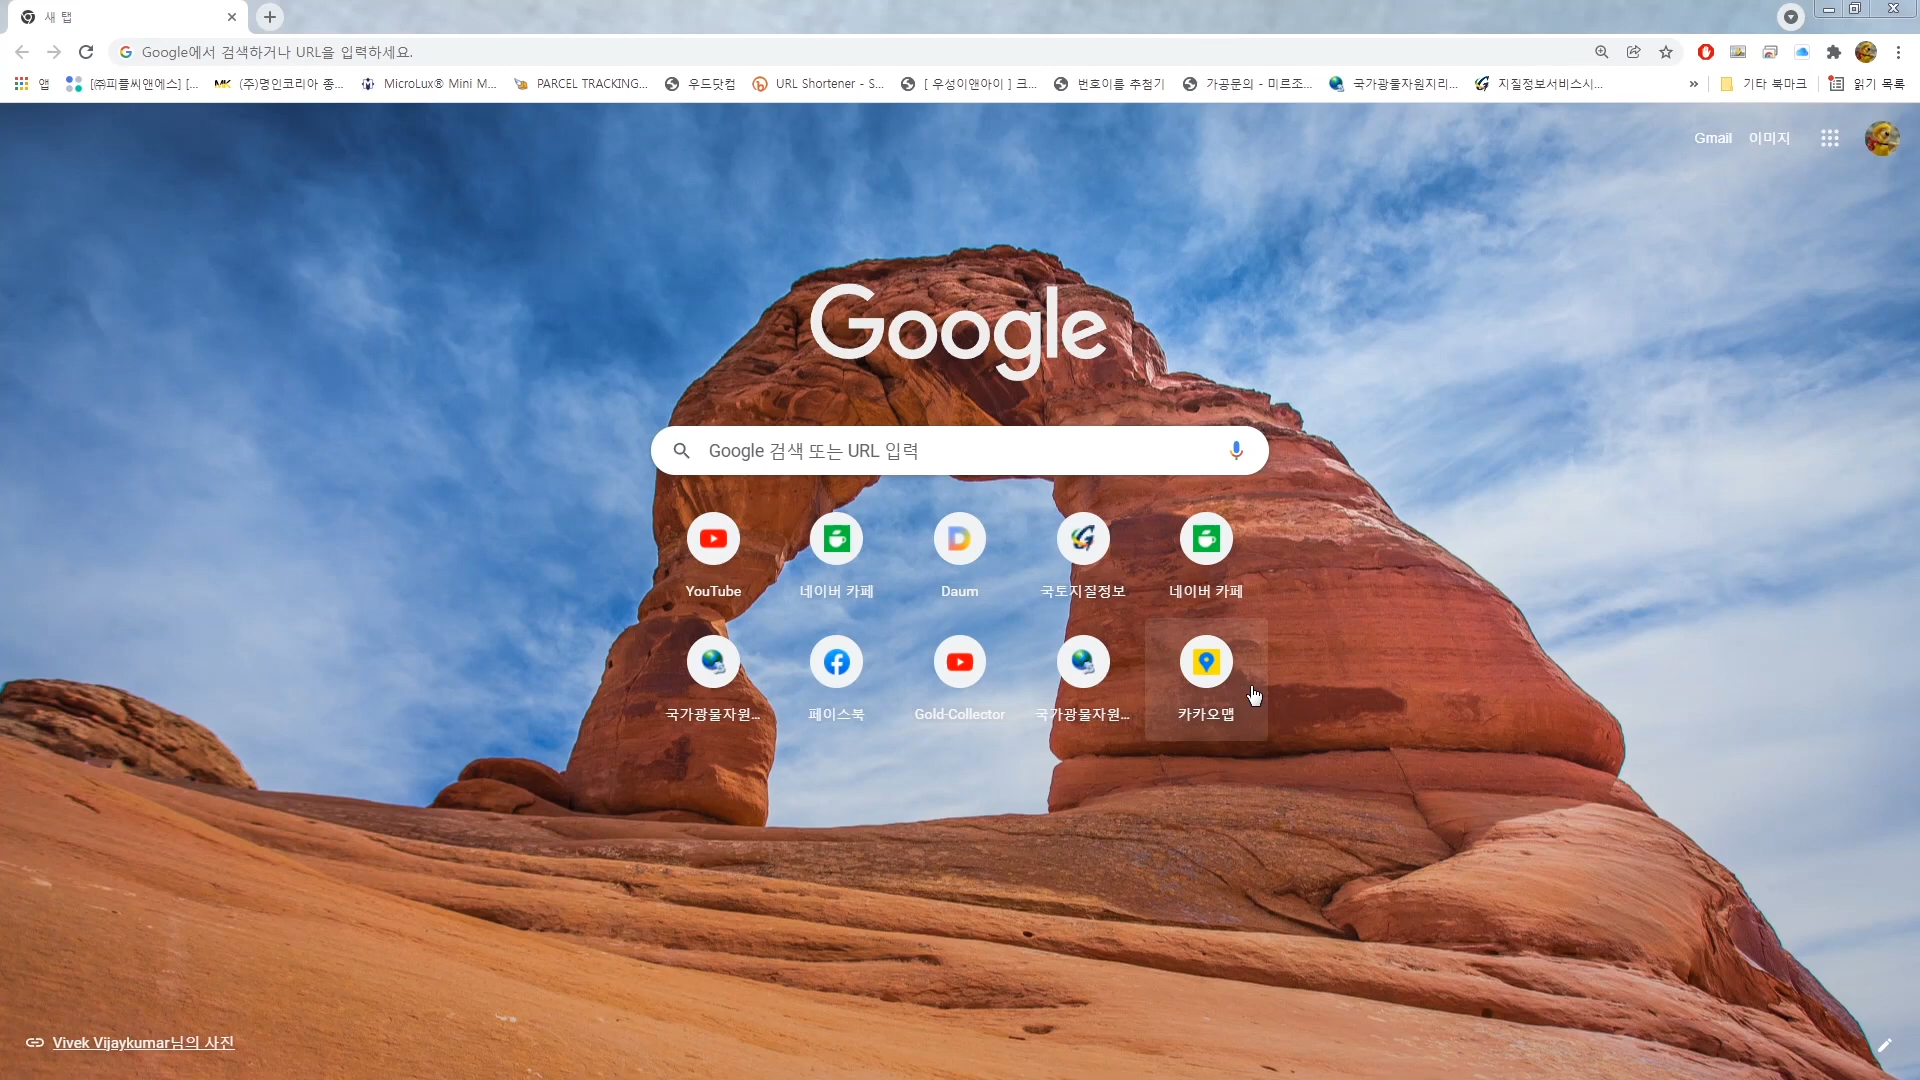 새 탭
Google에서 검색하거나 URL을 입력하세요.
앱
[㈜피플씨앤에스] [...
(주)명인코리아 종...
MicroLux® Mini M...
PARCEL TRACKING...
우드닷컴
URL Shortener - S...
[ 우성이앤아이 ] 크...
번호이름 추첨기
가공문의 - 미르조...
국가광물자원지리...
지질정보서비스시...
»
기타 북마크
읽기 목록
Gmail 이미지
Google
Google 검색 또는 URL 입력
YouTube
네이버 카페
Daum
국토지질정보
네이버 카페
국가광물자원...
페이스북
Gold-Collector
국가광물자원...
카카오맵
Vivek Vijaykumar님의 사진